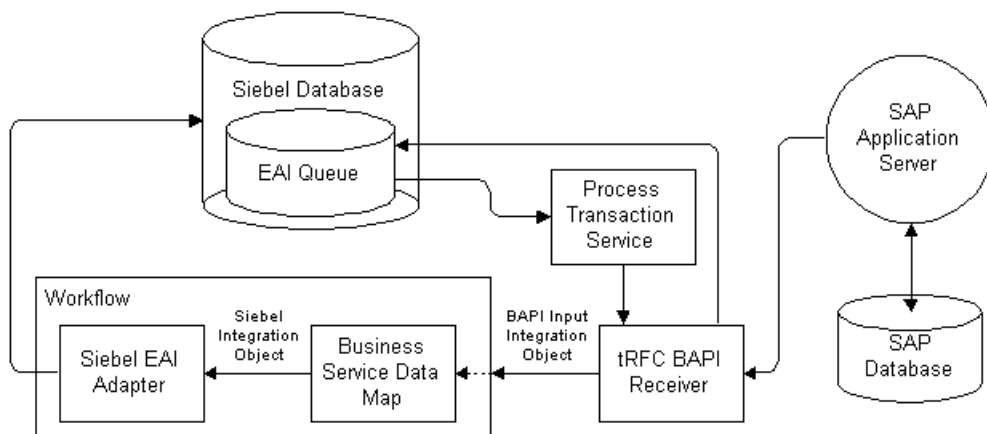 Siebel Database
EAI Queue
Process
Transaction
Service
SAP
Application
Server
Workflow
Siebel EAI
Adapter
Siebel
Integration
Object
Business
Service Data
Map
BAPI Input
Integration
Object
tRFC BAPI
Receiver
SAP
Database